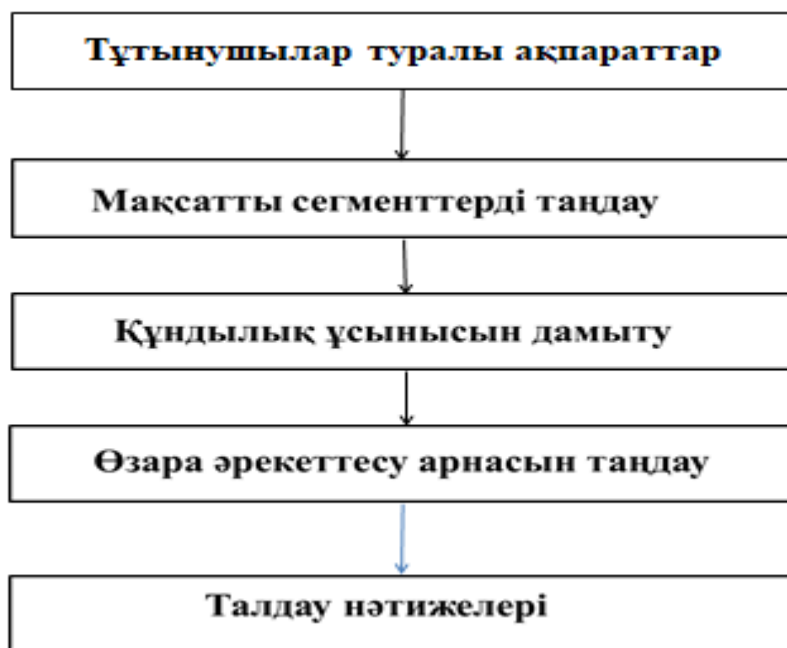 Тұтынушылар туралы ақпараттар
Мақсатты сегменттерді таңдау
Құндылық ұсынысын дамыту
Өзара әрекеттесу арнасын таңдау
Талдау нәтижелері